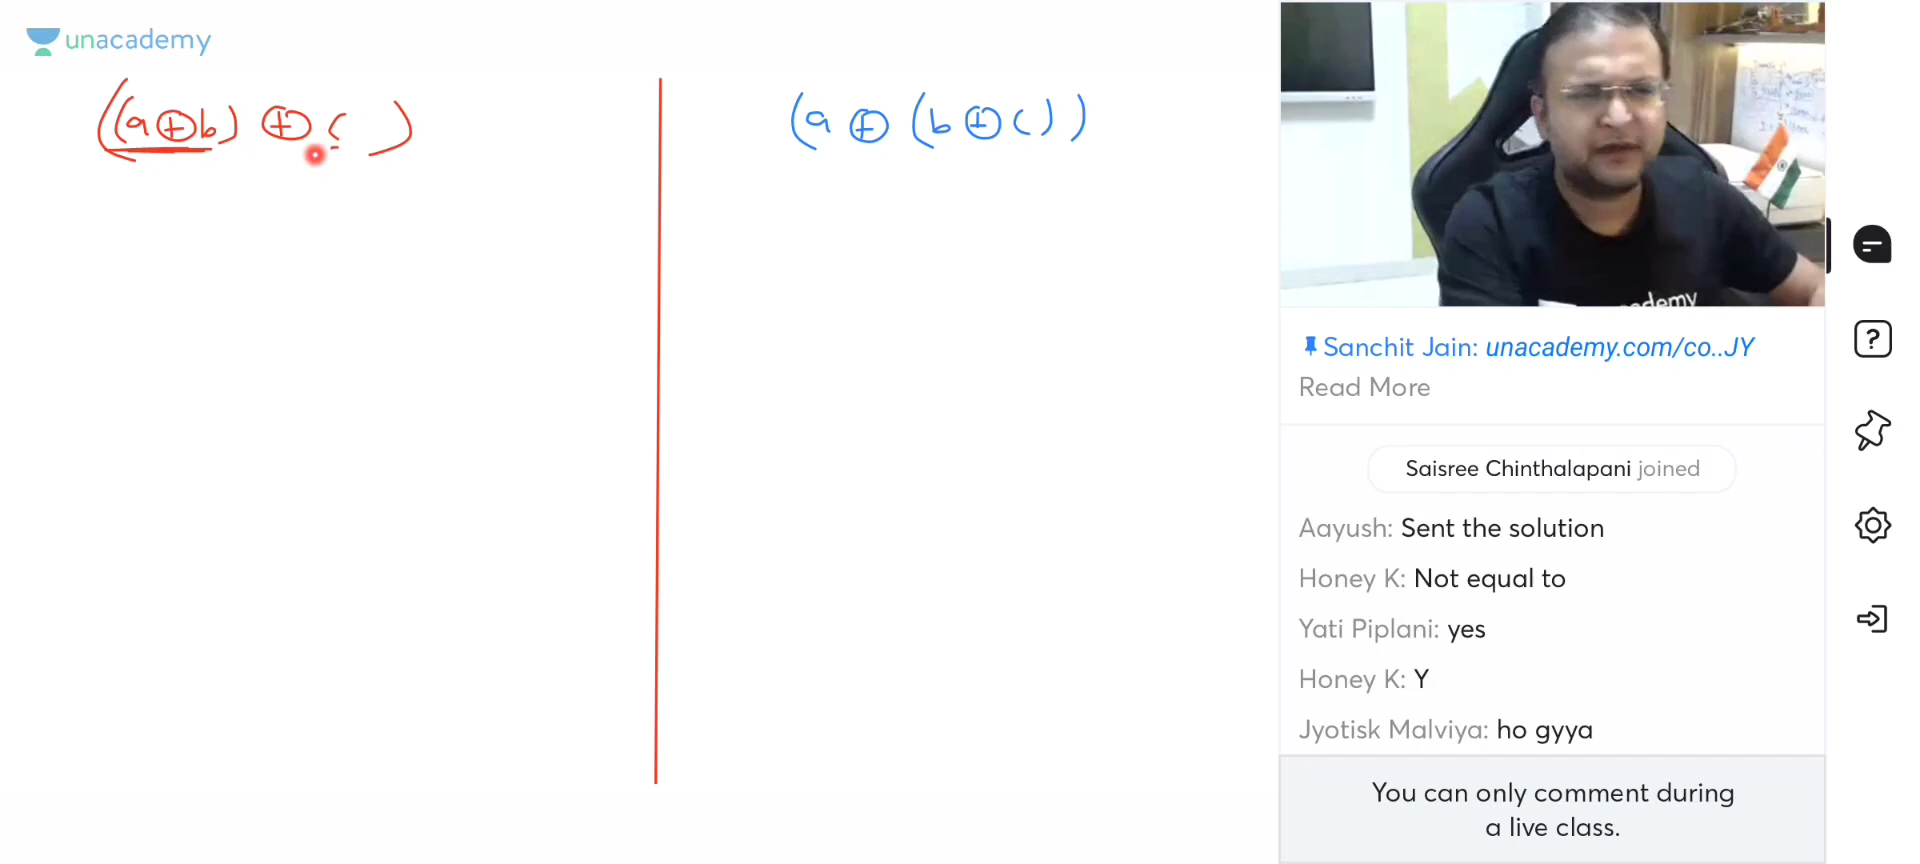 unacademy
((a ⊕ b) ⊕ c )
(a ⊕ (b ⊕ c))
Sanchit Jain: unacademy.com/co..JY
Read More
Saisree Chinthalapani joined
Aayush: Sent the solution
Honey K: Not equal to
Yati Piplani: yes
Honey K: Y
Jyotisk Malviya: ho gyya
You can only comment during
a live class.